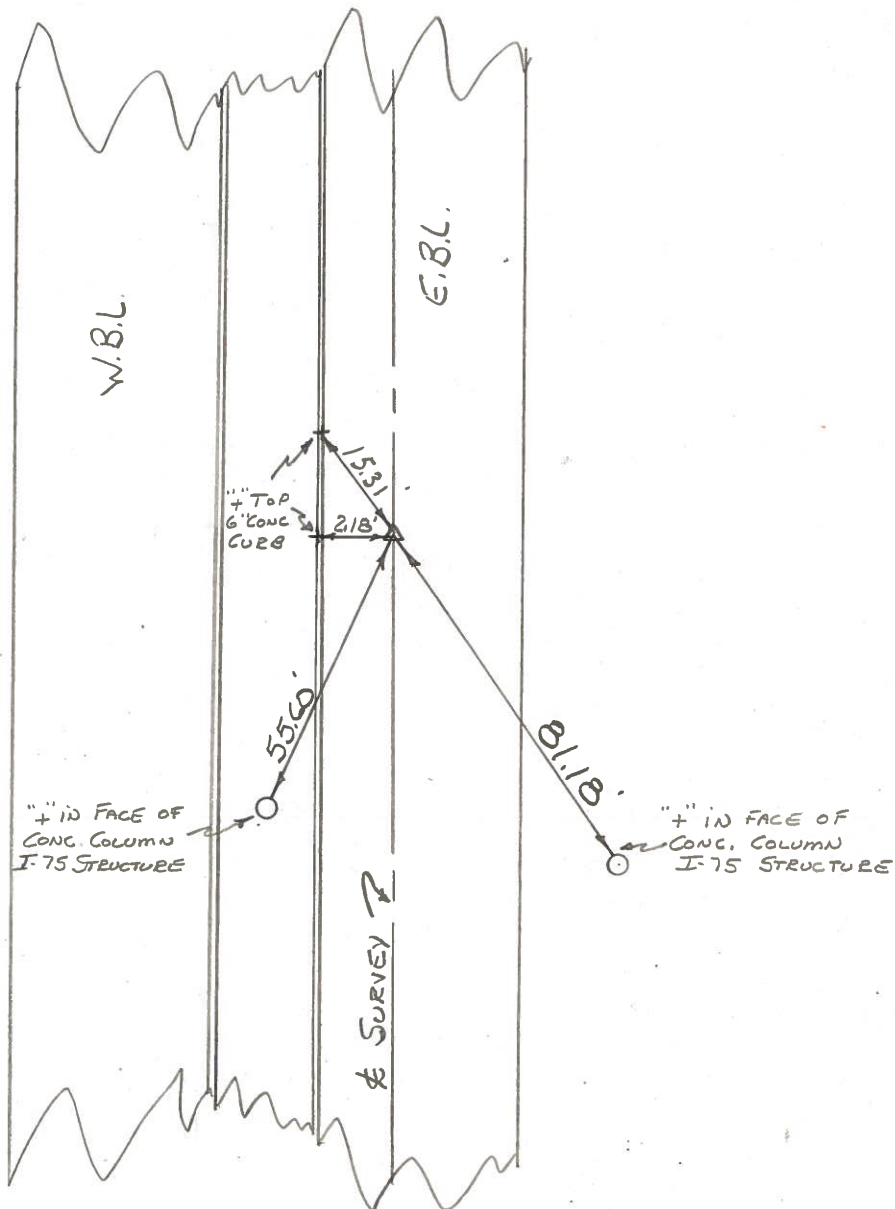 E.B.L.
W.B.L.
15.31'
"+" TOP
6" CONC
CURB
2.18'
55.60'
81.18'
"+" IN FACE OF
CONC. COLUMN
I-75 STRUCTURE
"+" IN FACE OF
CONC. COLUMN
I-75 STRUCTURE
℄ SURVEY